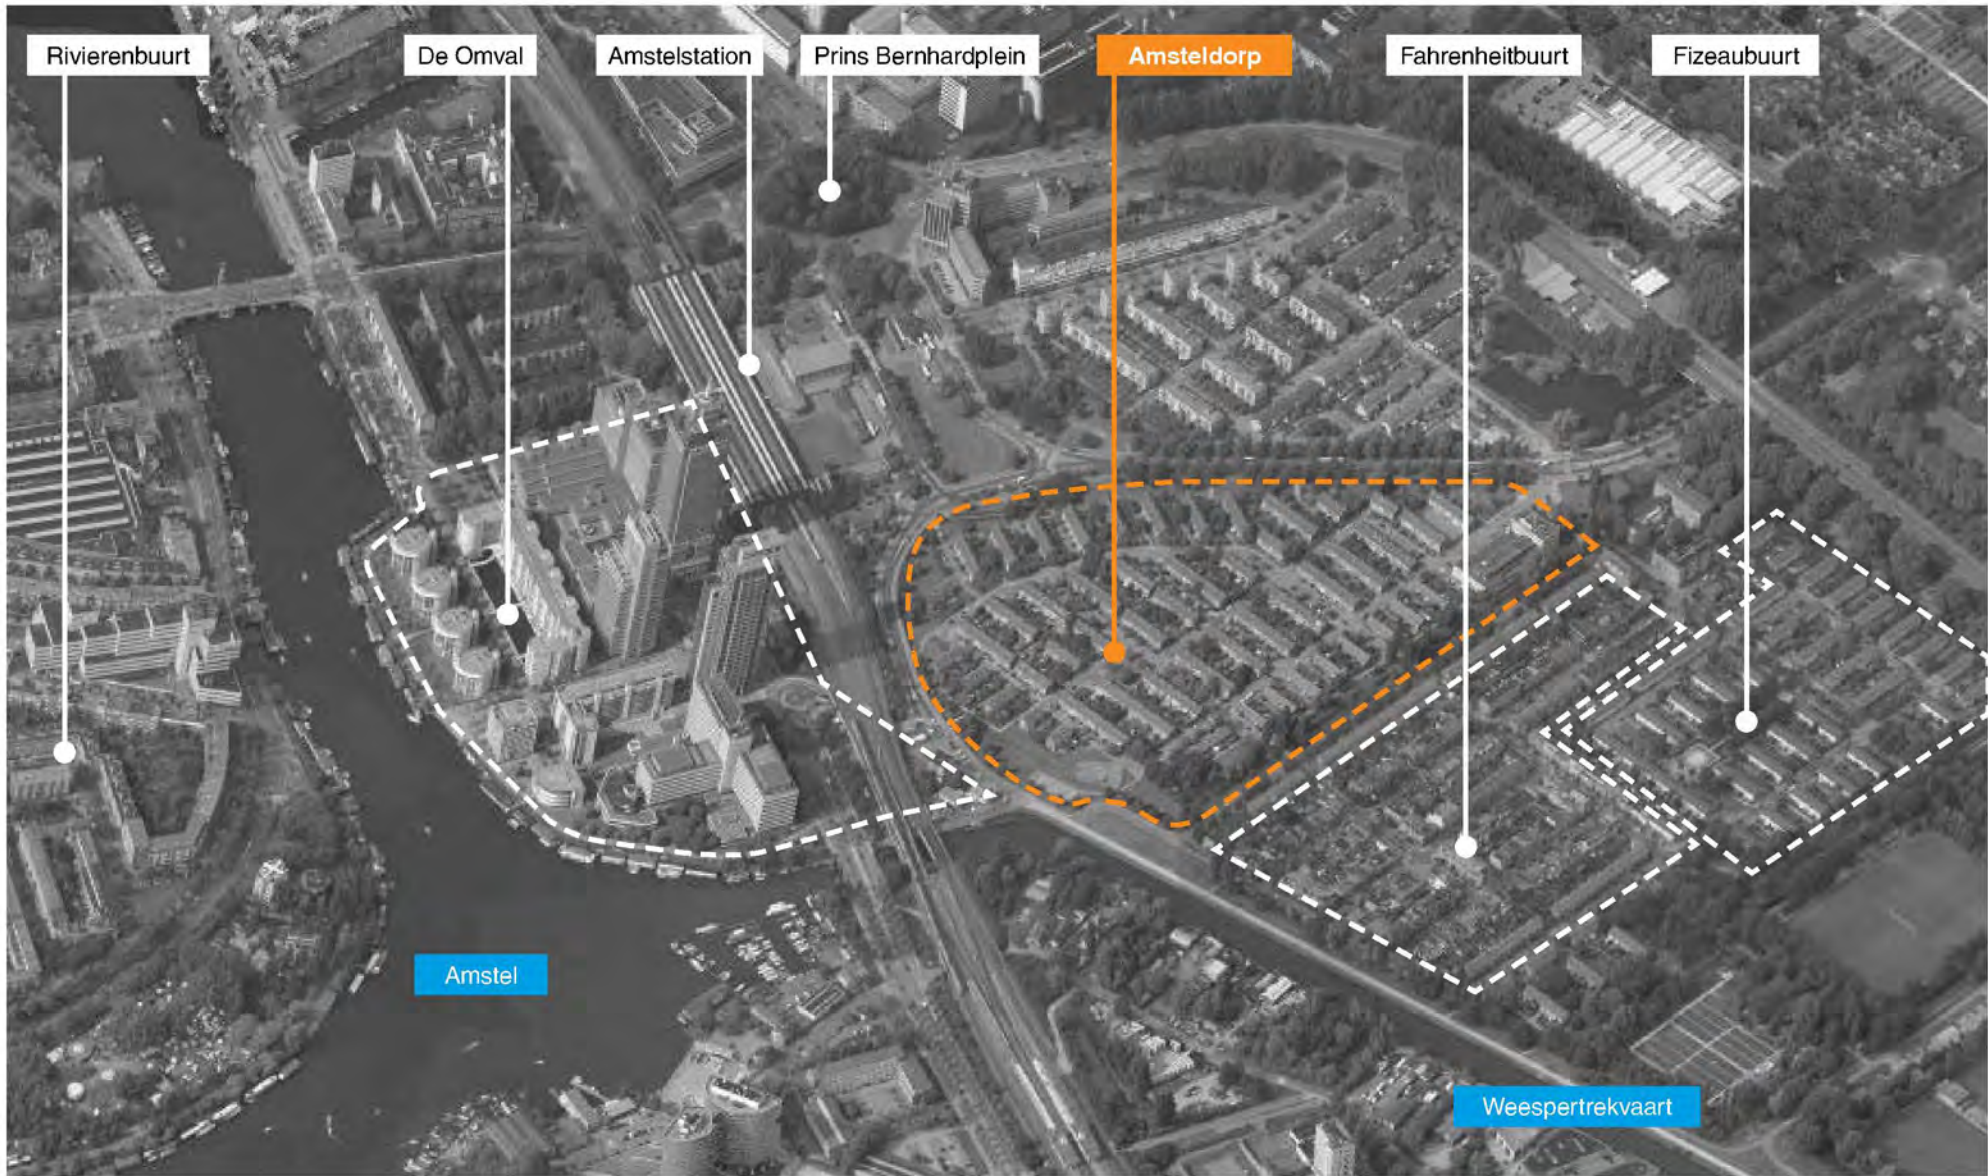 Rivierenbuurt
De Omval
Amstelstation
Prins Bernhardplein
Amsteldorp
Fahrenheitbuurt
Fizeaubuurt
Amstel
Weespertrekvaart